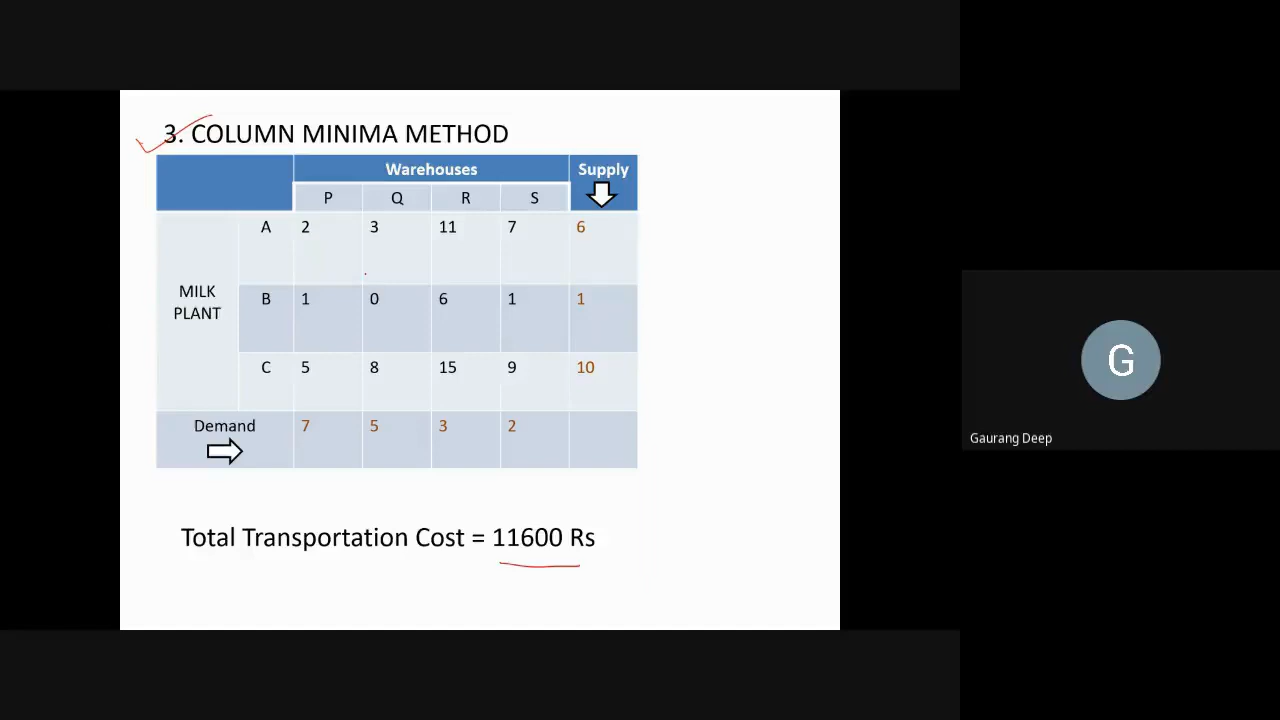 3. COLUMN MINIMA METHOD
Warehouses Supply
P Q R S
A 2 3 11 7 6
MILK PLANT
B 1 0 6 1 1
C 5 8 15 9 10
Demand 7 5 3 2
Total Transportation Cost = 11600 Rs
G
Gaurang Deep